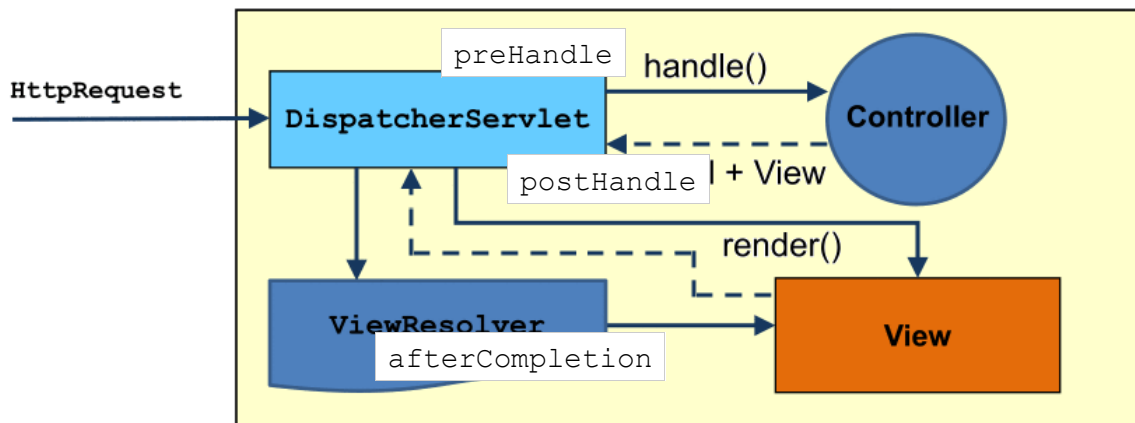 preHandle
handle()
HttpRequest
DispatcherServlet
Controller
postHandle
+ View
render()
ViewResolver
afterCompletion
View